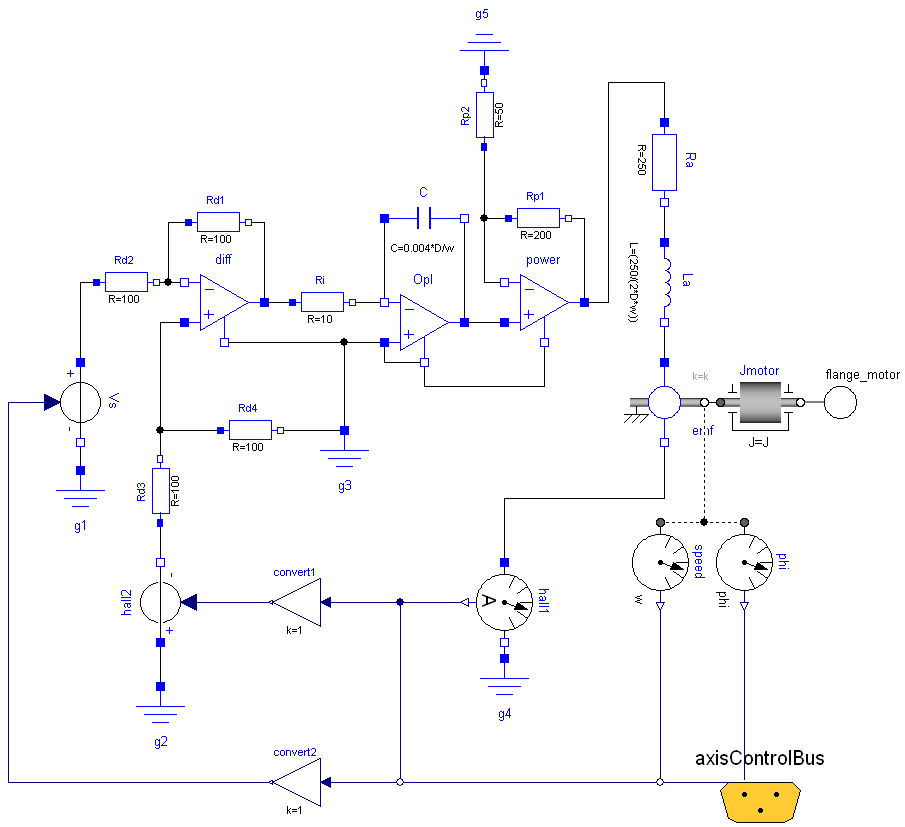 g5
Rp2
R=50
Ra
R=250
Rd1
R=100
C
C=0.004*D/w
Rp1
R=200
Rd2
R=100
diff
Ri
R=10
OpI
power
La
L=(250/(2*D*w))
+
Vs
-
k=k
Jmotor
flange_motor
emf
J=J
Rd4
R=100
g3
Rd3
R=100
g1
speed
w
phi
phi
-
hall2
+
convert1
k=1
A
hall1
g4
g2
convert2
k=1
axisControlBus